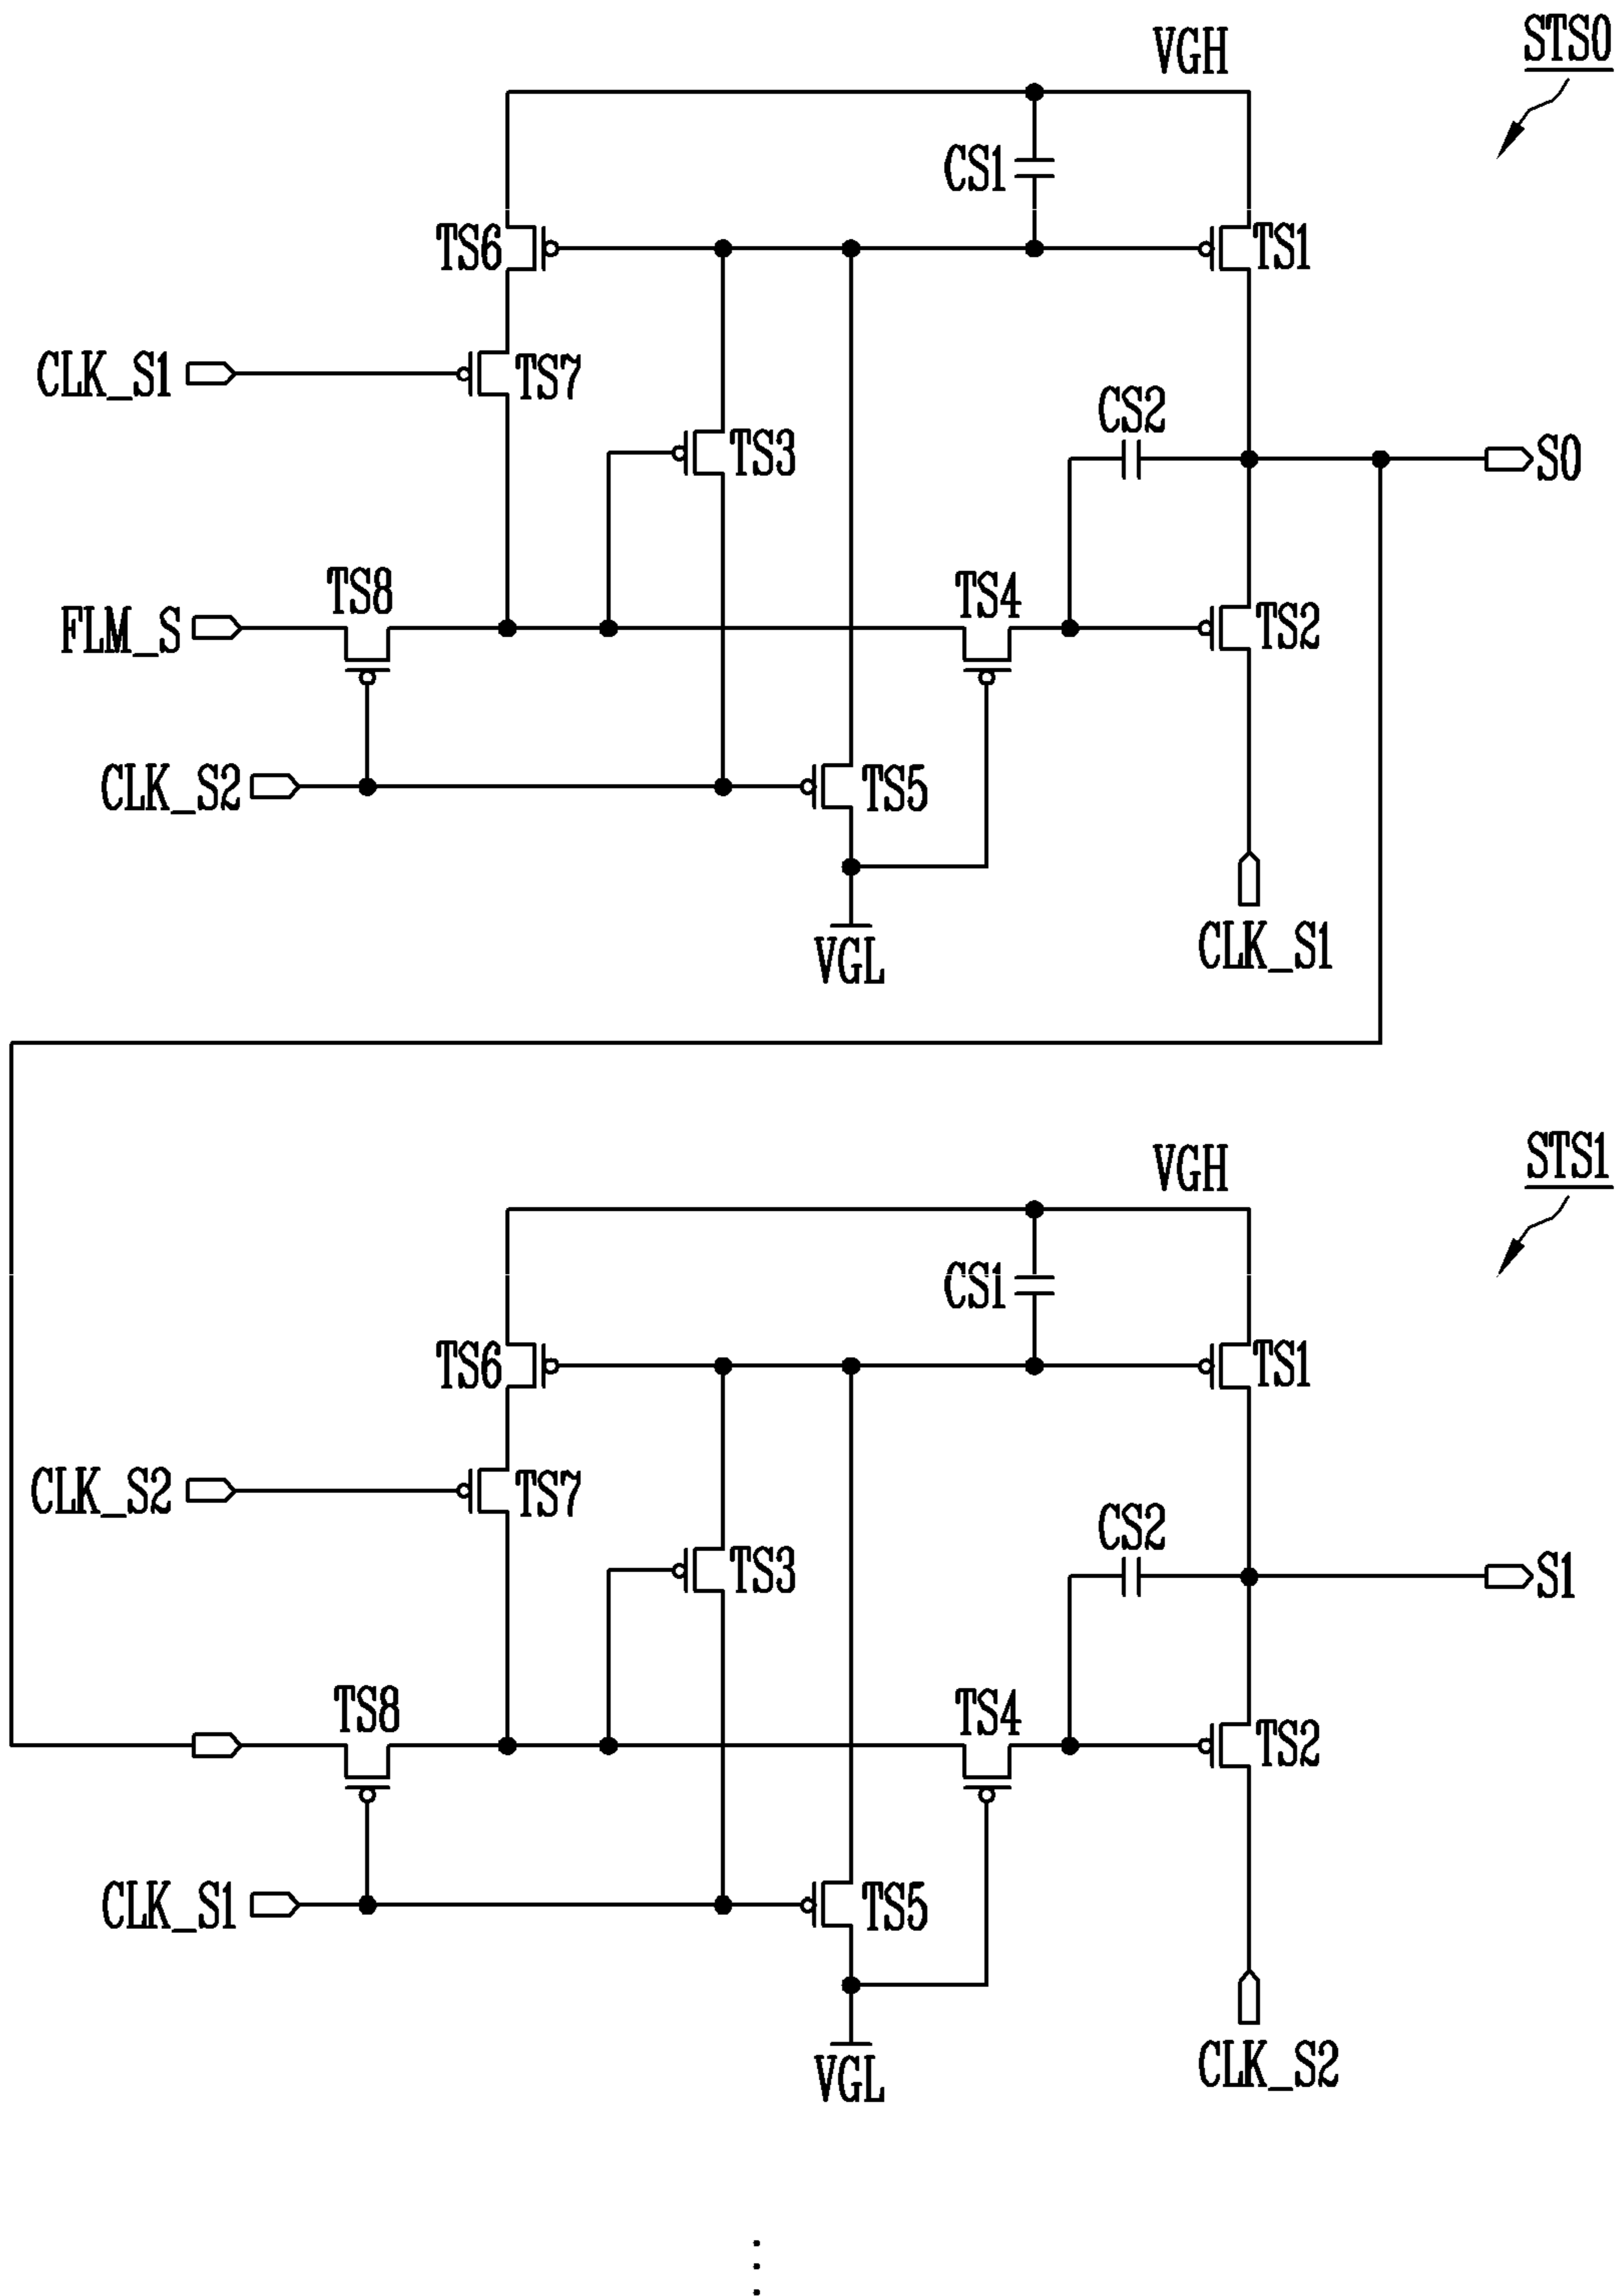 STS0
VGH
CS1
TS6
TS1
CLK_S1
TS7
CS2
TS3
S0
TS8
TS4
FLM_S
TS2
CLK_S2
TS5
CLK_S1
VGL
STS1
VGH
CS1
TS6
TS1
CLK_S2
TS7
CS2
TS3
S1
TS8
TS4
TS2
CLK_S1
TS5
CLK_S2
VGL